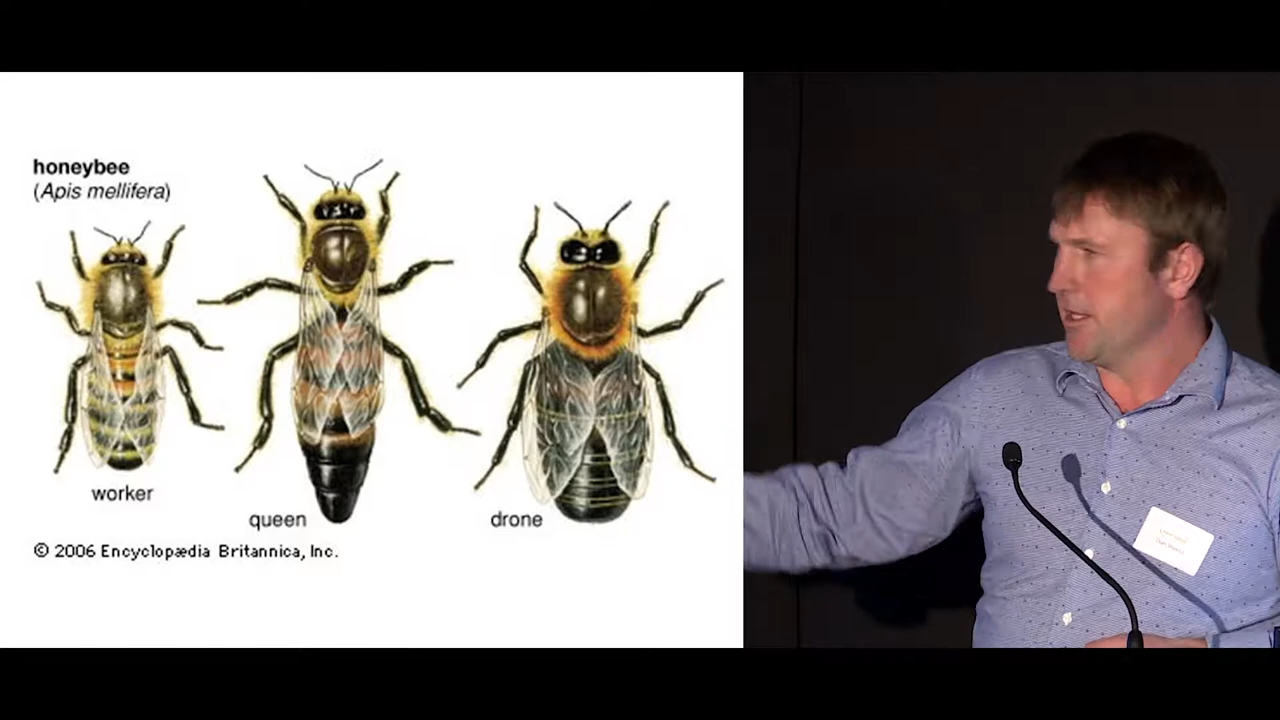 honeybee
(Apis mellifera)
worker
queen
drone
© 2006 Encyclopædia Britannica, Inc.